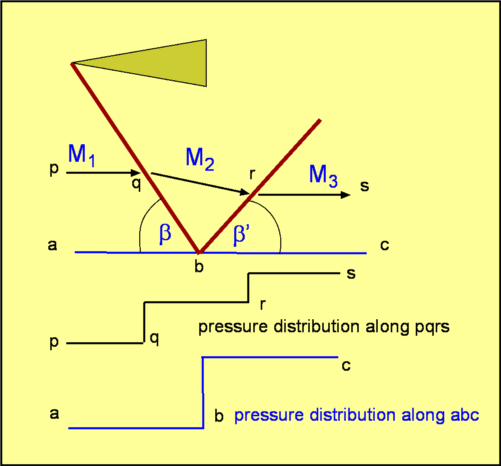 M1
M2
M3
p
q
r
s
β
β'
a
b
c
p
q
r
s
pressure distribution along pqrs
a
b
c
pressure distribution along abc